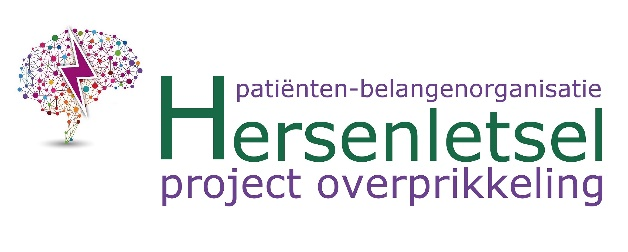 patiënten-belangenorganisatie
Hersenletsel
project overprikkeling